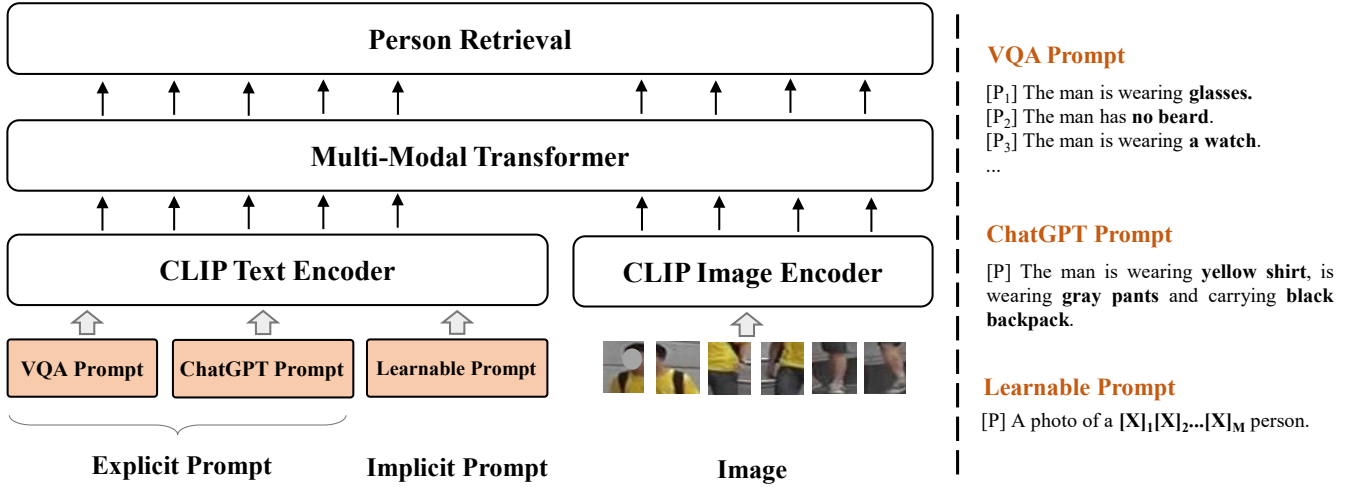 Person Retrieval
Multi-Modal Transformer
CLIP Text Encoder
CLIP Image Encoder
VQA Prompt
ChatGPT Prompt
Learnable Prompt
Explicit Prompt
Implicit Prompt
Image
VQA Prompt
[P₁] The man is wearing glasses.
[P₂] The man has no beard.
[P₃] The man is wearing a watch.
...
ChatGPT Prompt
[P] The man is wearing yellow shirt, is
wearing gray pants and carrying black
backpack.
Learnable Prompt
[P] A photo of a [X]₁[X]₂...[X]_M person.